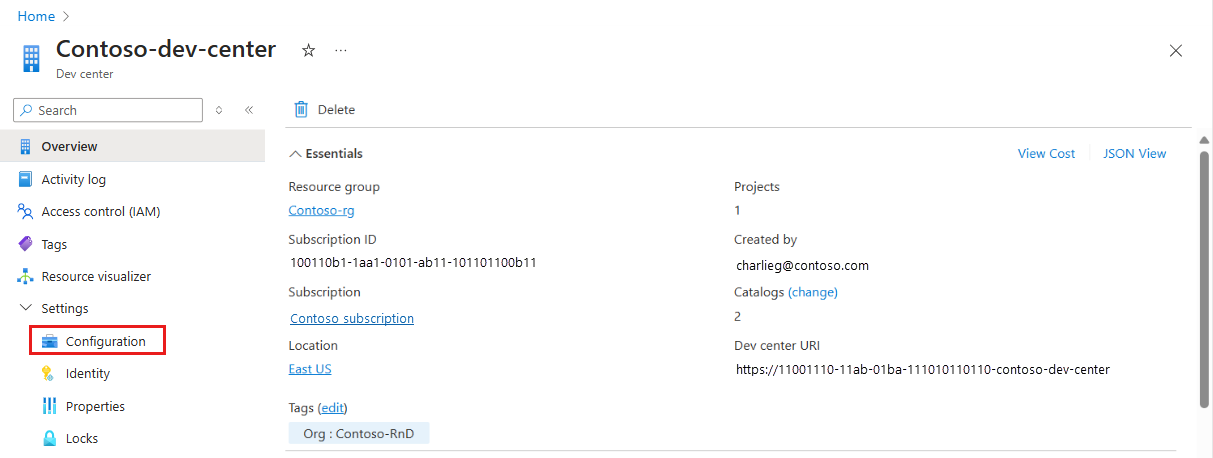 Home
Contoso-dev-center
Dev center
Search
Delete
Overview
Activity log
Access control (IAM)
Tags
Resource visualizer
Settings
Configuration
Identity
Properties
Locks
Essentials
View Cost
JSON View
Resource group
Contoso-rg
Subscription ID
100110b1-1aa1-0101-ab11-101101100b11
Subscription
Contoso subscription
Location
East US
Tags (edit)
Org : Contoso-RnD
Projects
1
Created by
charlieg@contoso.com
Catalogs (change)
2
Dev center URI
https://11001110-11ab-01ba-111010110110-contoso-dev-center